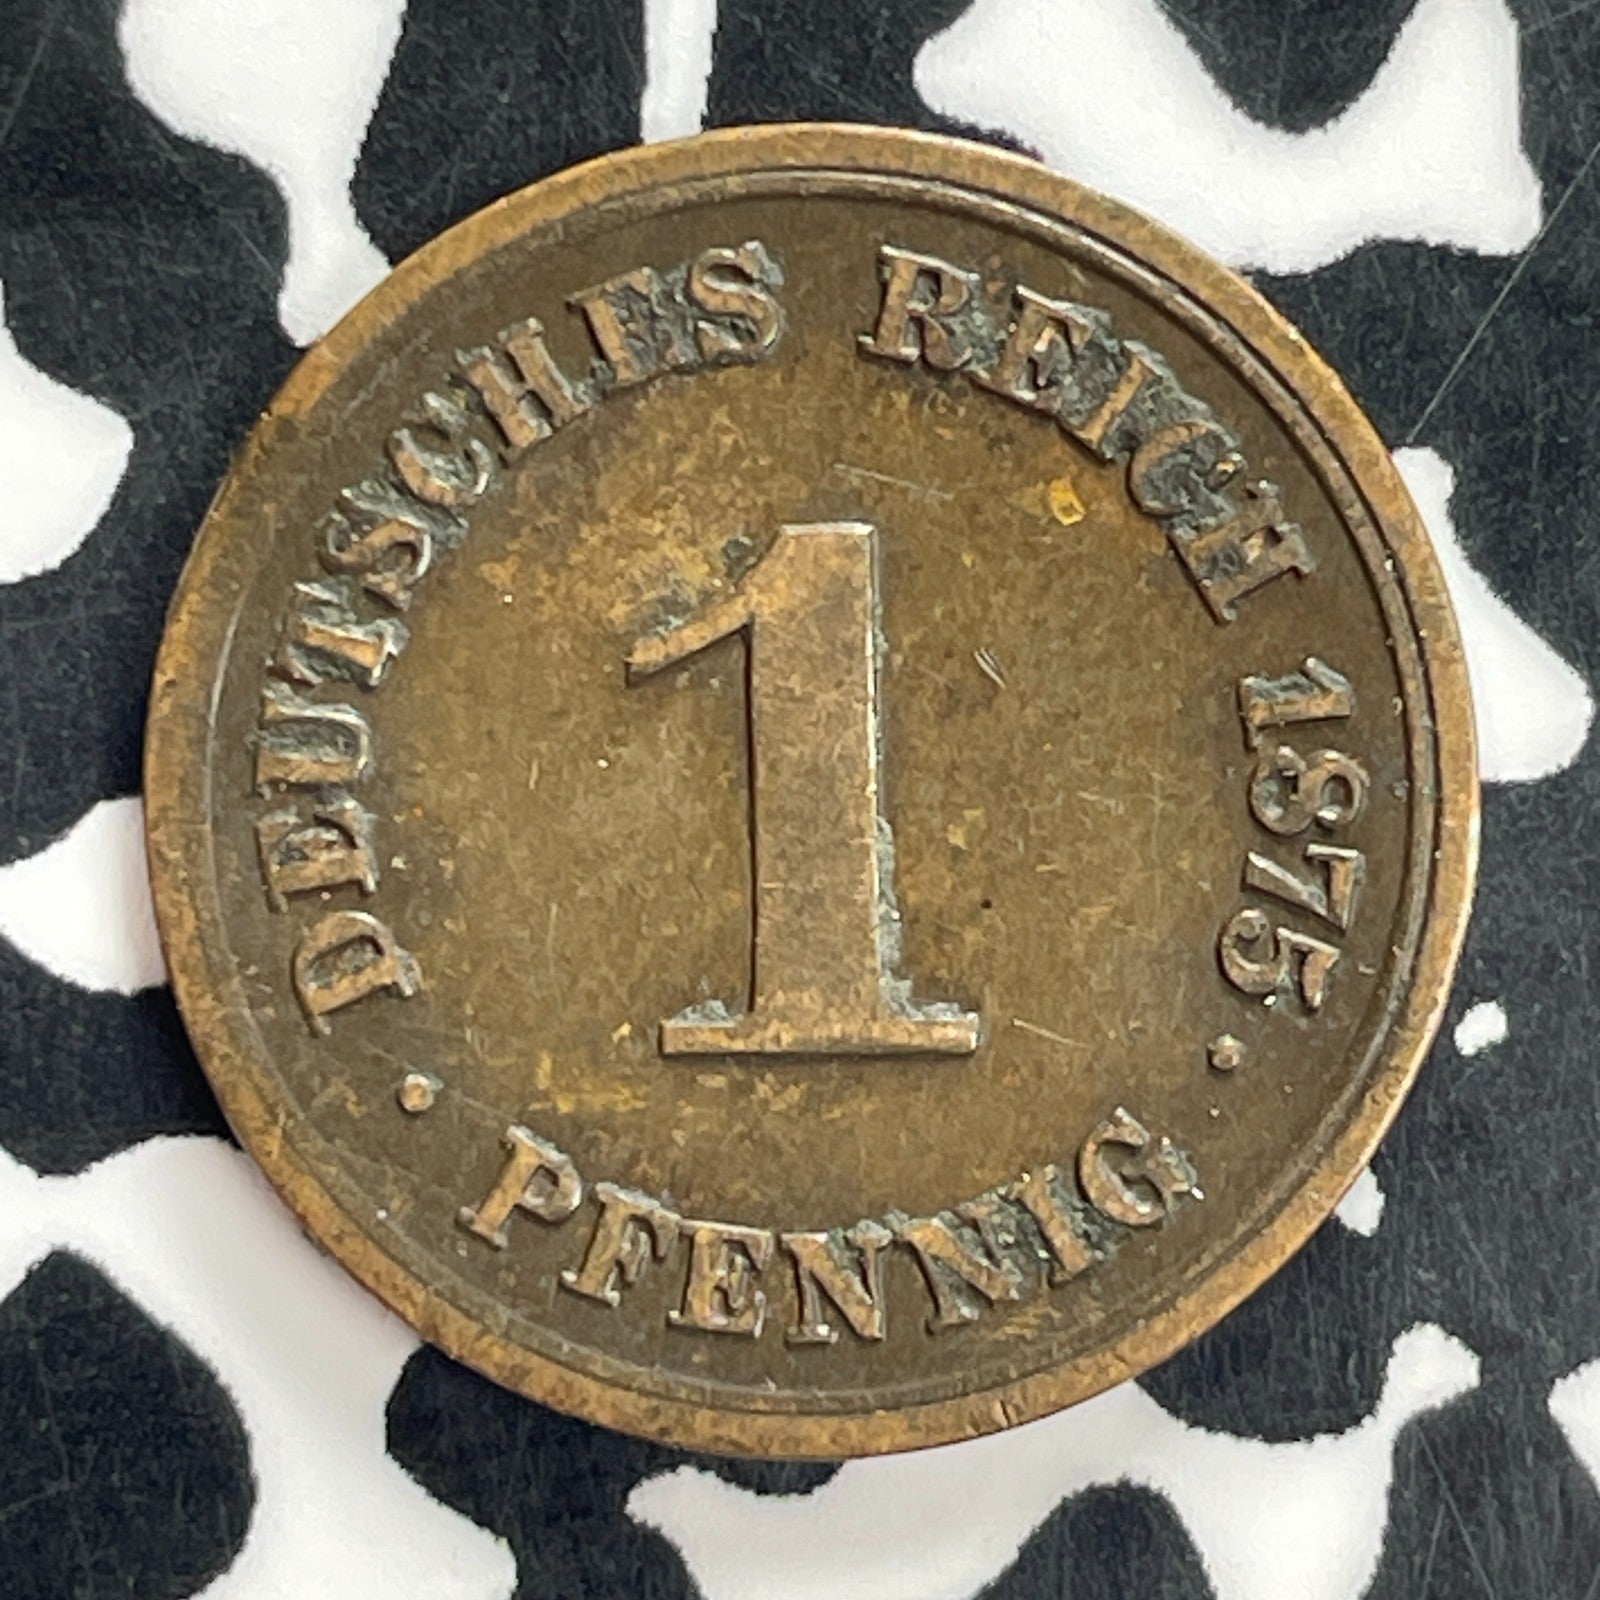 DEUTSCHES REICH 1875
1
· PFENNIG ·